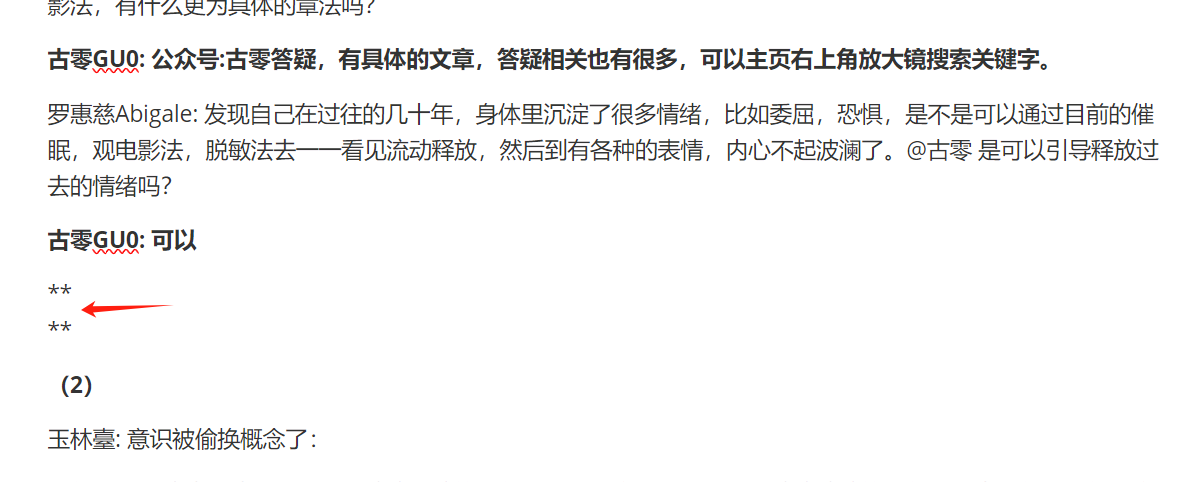 影法，有什么更为具体的章法吗？
古零GU0: 公众号:古零答疑，有具体的文章，答疑相关也有很多，可以主页右上角放大镜搜索关键字。
罗惠慈Abigale: 发现自己在过往的几十年，身体里沉淀了很多情绪，比如委屈，恐惧，是不是可以通过目前的催
眠，观电影法，脱敏法去一一看见流动释放，然后到有各种的表情，内心不起波澜了。@古零 是可以引导释放过
去的情绪吗？
古零GU0: 可以
**
**
（2）
玉林臺: 意识被偷换概念了：